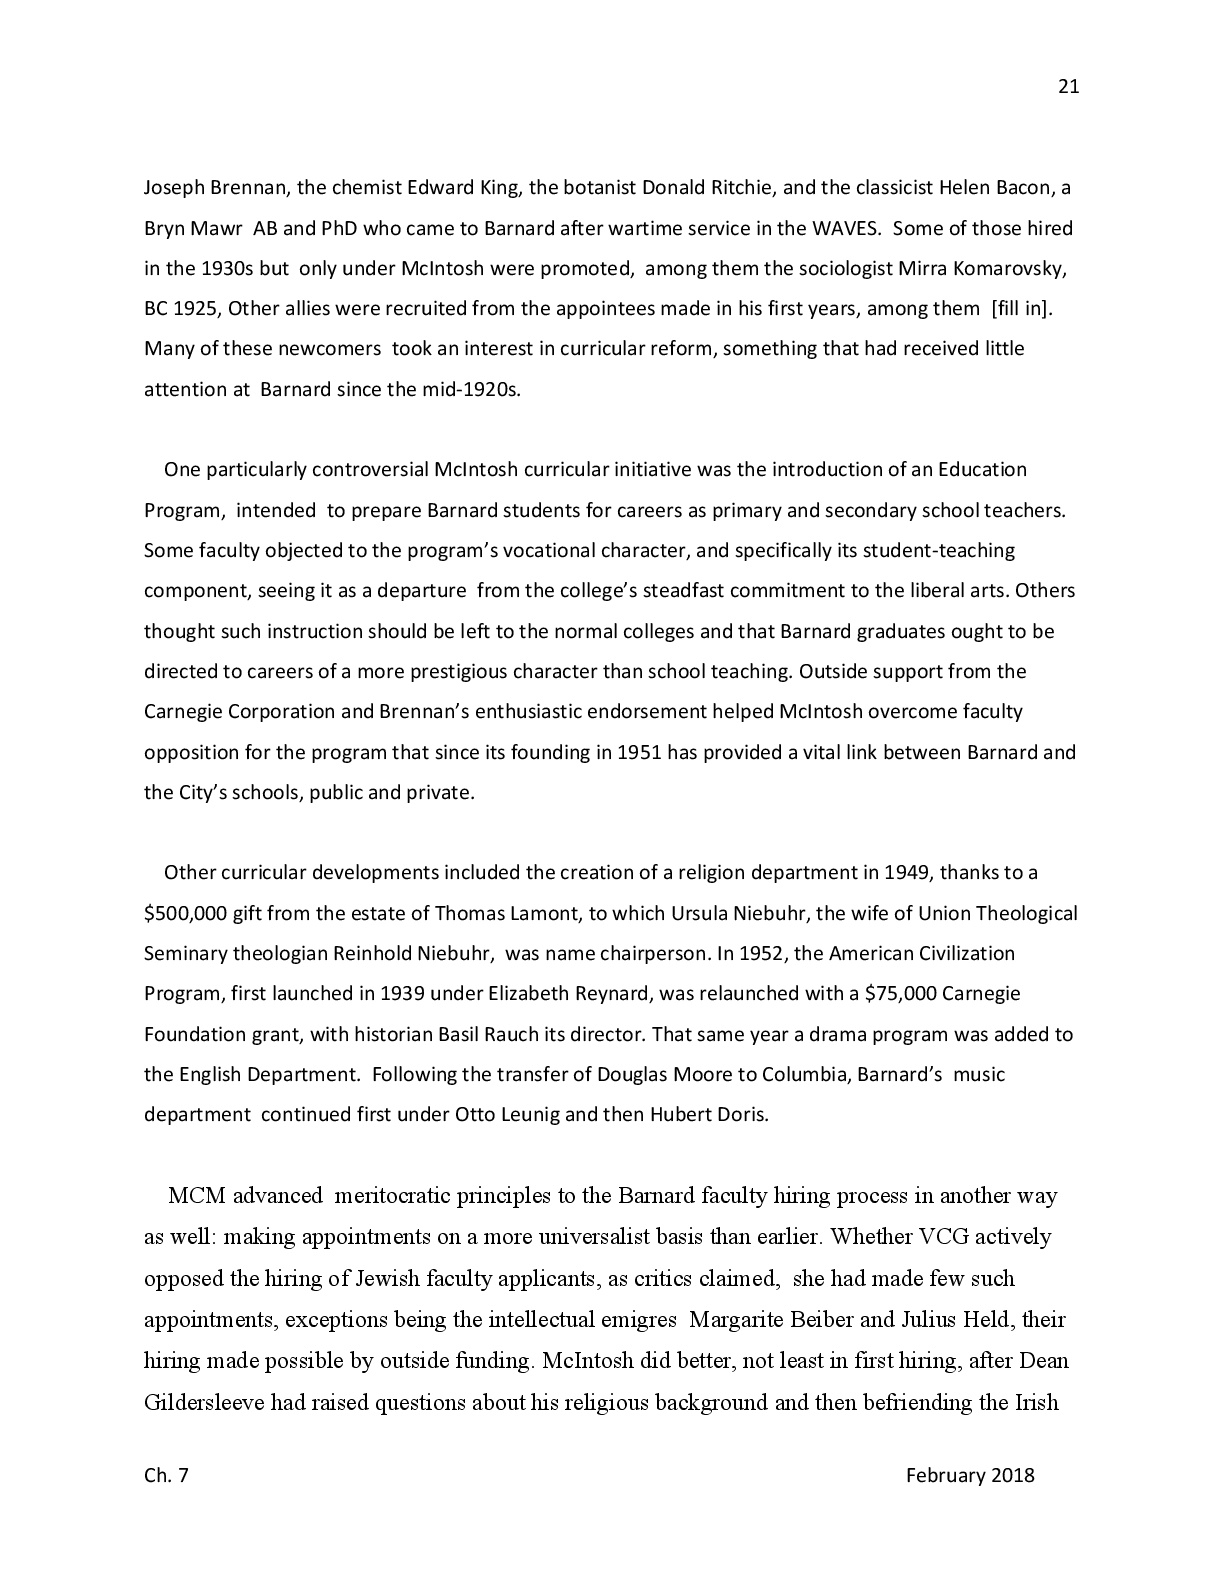 21
Joseph Brennan, the chemist Edward King, the botanist Donald Ritchie, and the classicist Helen Bacon, a
Bryn Mawr  AB and PhD who came to Barnard after wartime service in the WAVES.  Some of those hired
in the 1930s but  only under McIntosh were promoted,  among them the sociologist Mirra Komarovsky,
BC 1925, Other allies were recruited from the appointees made in his first years, among them  [fill in].
Many of these newcomers  took an interest in curricular reform, something that had received little
attention at  Barnard since the mid-1920s.
One particularly controversial McIntosh curricular initiative was the introduction of an Education
Program,  intended  to prepare Barnard students for careers as primary and secondary school teachers.
Some faculty objected to the program’s vocational character, and specifically its student-teaching
component, seeing it as a departure  from the college’s steadfast commitment to the liberal arts. Others
thought such instruction should be left to the normal colleges and that Barnard graduates ought to be
directed to careers of a more prestigious character than school teaching. Outside support from the
Carnegie Corporation and Brennan’s enthusiastic endorsement helped McIntosh overcome faculty
opposition for the program that since its founding in 1951 has provided a vital link between Barnard and
the City’s schools, public and private.
Other curricular developments included the creation of a religion department in 1949, thanks to a
$500,000 gift from the estate of Thomas Lamont, to which Ursula Niebuhr, the wife of Union Theological
Seminary theologian Reinhold Niebuhr,  was name chairperson. In 1952, the American Civilization
Program, first launched in 1939 under Elizabeth Reynard, was relaunched with a $75,000 Carnegie
Foundation grant, with historian Basil Rauch its director. That same year a drama program was added to
the English Department.  Following the transfer of Douglas Moore to Columbia, Barnard’s  music
department  continued first under Otto Leunig and then Hubert Doris.
MCM advanced  meritocratic principles to the Barnard faculty hiring process in another way
as well: making appointments on a more universalist basis than earlier. Whether VCG actively
opposed the hiring of Jewish faculty applicants, as critics claimed,  she had made few such
appointments, exceptions being the intellectual emigres  Margarite Beiber and Julius Held, their
hiring made possible by outside funding. McIntosh did better, not least in first hiring, after Dean
Gildersleeve had raised questions about his religious background and then befriending the Irish
Ch. 7 February 2018